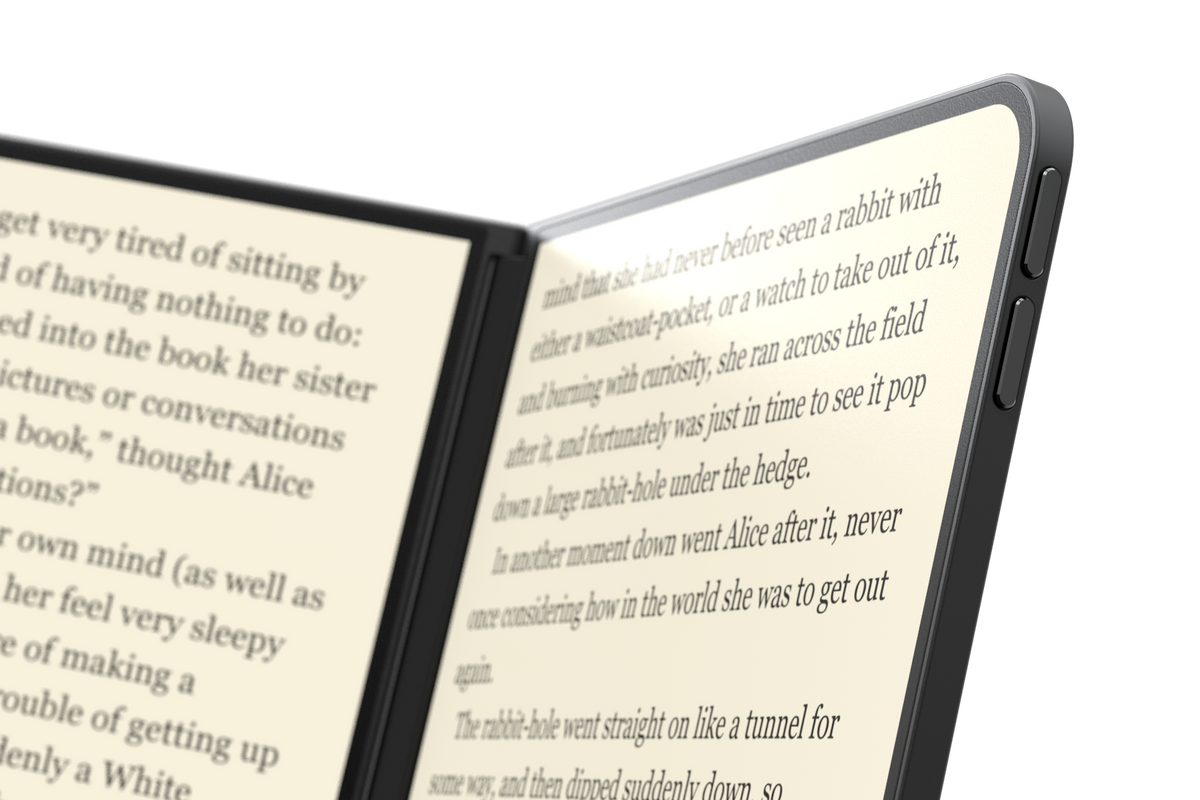 get very tired of sitting by
of having nothing to do:
ed into the book her sister
ictures or conversations
a book,” thought Alice
tions?”
r own mind (as well as
her feel very sleepy
e of making a
rouble of getting up
denly a White
mind that she had never before seen a rabbit with
either a waistcoat-pocket, or a watch to take out of it,
and burning with curiosity, she ran across the field
after it, and fortunately was just in time to see it pop
down a large rabbit-hole under the hedge.
In another moment down went Alice after it, never
once considering how in the world she was to get out
again.
The rabbit-hole went straight on like a tunnel for
some way, and then dipped suddenly down, so